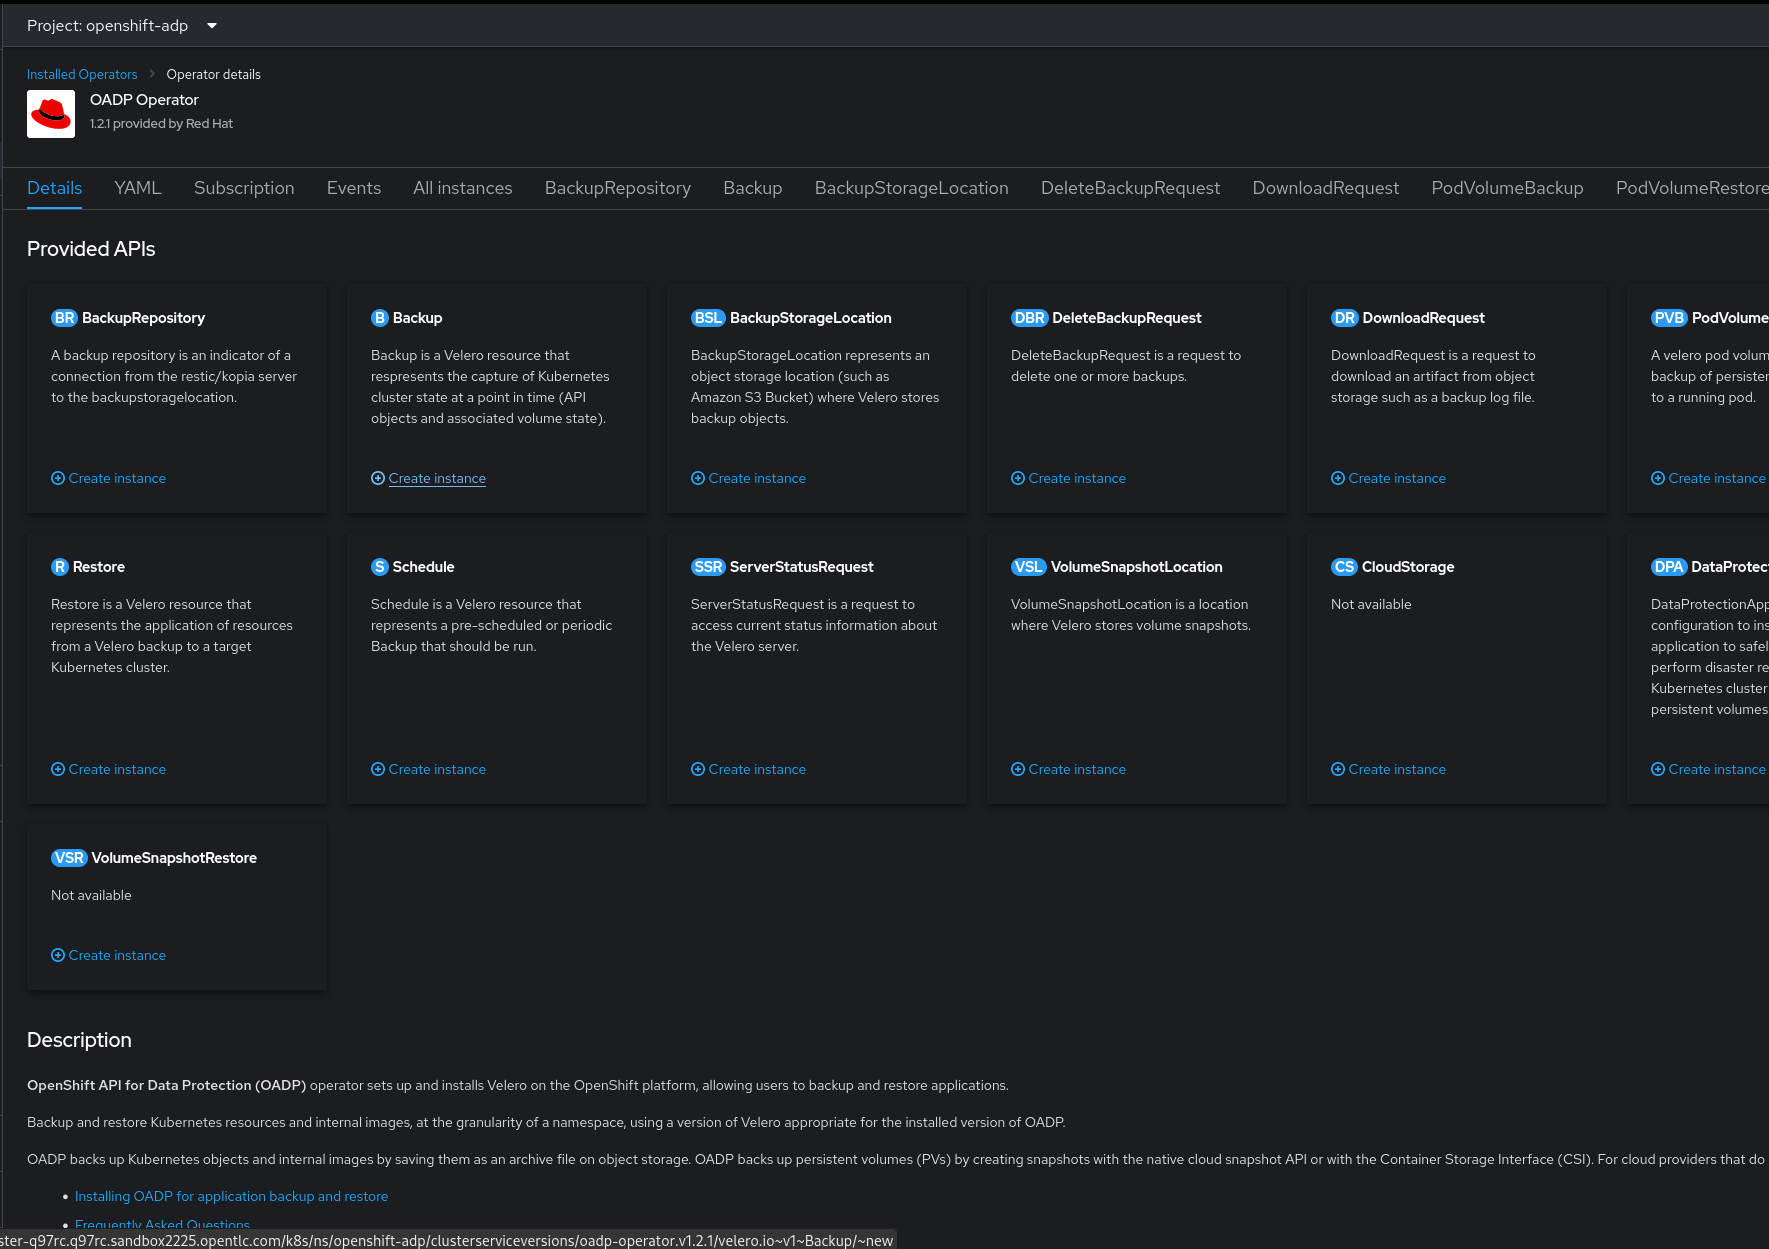 Project: openshift-adp
Installed Operators > Operator details
OADP Operator
1.2.1 provided by Red Hat
Details YAML Subscription Events All instances BackupRepository Backup BackupStorageLocation DeleteBackupRequest DownloadRequest PodVolumeBackup PodVolumeRestore
Provided APIs
BR BackupRepository
A backup repository is an indicator of a
connection from the restic/kopia server
to the backupstoragelocation.
Create instance
B Backup
Backup is a Velero resource that
respresents the capture of Kubernetes
cluster state at a point in time (API
objects and associated volume state).
Create instance
BSL BackupStorageLocation
BackupStorageLocation represents an
object storage location (such as
Amazon S3 Bucket) where Velero stores
backup objects.
Create instance
DBR DeleteBackupRequest
DeleteBackupRequest is a request to
delete one or more backups.
Create instance
DR DownloadRequest
DownloadRequest is a request to
download an artifact from object
storage such as a backup log file.
Create instance
PVB PodVolume
A velero pod volum
backup of persister
to a running pod.
Create instance
R Restore
Restore is a Velero resource that
represents the application of resources
from a Velero backup to a target
Kubernetes cluster.
Create instance
S Schedule
Schedule is a Velero resource that
represents a pre-scheduled or periodic
Backup that should be run.
Create instance
SSR ServerStatusRequest
ServerStatusRequest is a request to
access current status information about
the Velero server.
Create instance
VSL VolumeSnapshotLocation
VolumeSnapshotLocation is a location
where Velero stores volume snapshots.
Create instance
CS CloudStorage
Not available
Create instance
DPA DataProtec
DataProtectionApp
configuration to ins
application to safel
perform disaster re
Kubernetes cluster
persistent volumes
Create instance
VSR VolumeSnapshotRestore
Not available
Create instance
Description
OpenShift API for Data Protection (OADP) operator sets up and installs Velero on the OpenShift platform, allowing users to backup and restore applications.
Backup and restore Kubernetes resources and internal images, at the granularity of a namespace, using a version of Velero appropriate for the installed version of OADP.
OADP backs up Kubernetes objects and internal images by saving them as an archive file on object storage. OADP backs up persistent volumes (PVs) by creating snapshots with the native cloud snapshot API or with the Container Storage Interface (CSI). For cloud providers that do
• Installing OADP for application backup and restore
• Frequently Asked Questions
ster-q97rc.q97rc.sandbox2225.opentlc.com/k8s/ns/openshift-adp/clusterserviceversions/oadp-operator.v1.2.1/velero.io~v1~Backup/~new